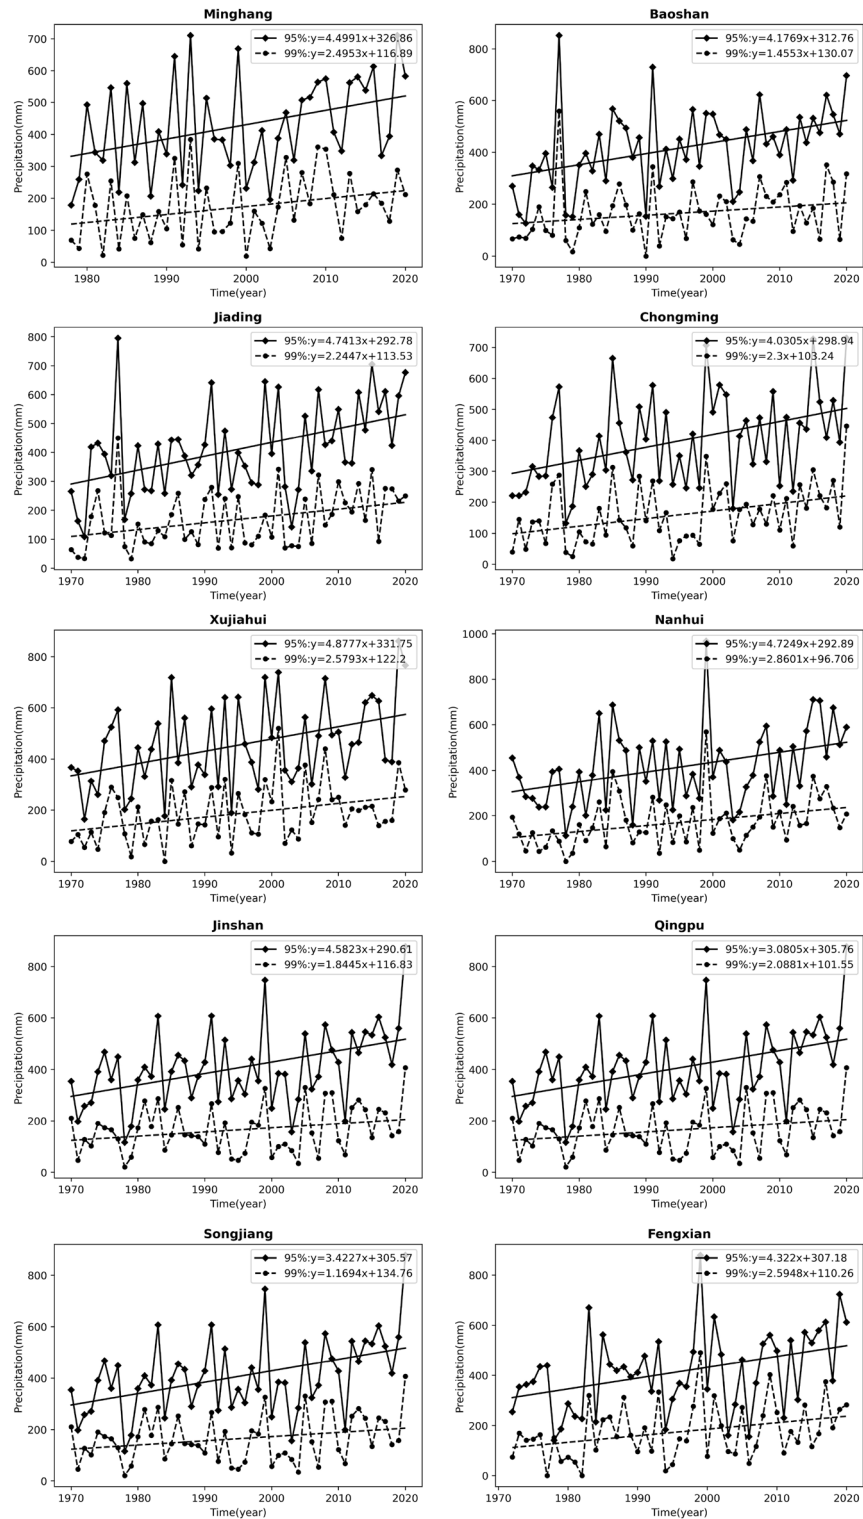 Minghang
95%:y=4.4991x+326.86
99%:y=2.4953x+116.89
Precipitation(mm)
700
600
500
400
300
200
100
0
1980
1990
2000
2010
2020
Time(year)
Baoshan
95%:y=4.1769x+312.76
99%:y=1.4553x+130.07
Precipitation(mm)
800
600
400
200
0
1970
1980
1990
2000
2010
2020
Time(year)
Jiading
95%:y=4.7413x+292.78
99%:y=2.2447x+113.53
Precipitation(mm)
800
700
600
500
400
300
200
100
0
1970
1980
1990
2000
2010
2020
Time(year)
Chongming
95%:y=4.0305x+298.94
99%:y=2.3x+103.24
Precipitation(mm)
700
600
500
400
300
200
100
0
1970
1980
1990
2000
2010
2020
Time(year)
Xujiahui
95%:y=4.8777x+331.75
99%:y=2.5793x+122.2
Precipitation(mm)
800
600
400
200
0
1970
1980
1990
2000
2010
2020
Time(year)
Nanhui
95%:y=4.7249x+292.89
99%:y=2.8601x+96.706
Precipitation(mm)
1000
800
600
400
200
0
1970
1980
1990
2000
2010
2020
Time(year)
Jinshan
95%:y=4.5823x+290.61
99%:y=1.8445x+116.83
Precipitation(mm)
800
600
400
200
0
1970
1980
1990
2000
2010
2020
Time(year)
Qingpu
95%:y=3.0805x+305.76
99%:y=2.0881x+101.55
Precipitation(mm)
800
600
400
200
0
1970
1980
1990
2000
2010
2020
Time(year)
Songjiang
95%:y=3.4227x+305.57
99%:y=1.1694x+134.76
Precipitation(mm)
800
600
400
200
0
1970
1980
1990
2000
2010
2020
Time(year)
Fengxian
95%:y=4.322x+307.18
99%:y=2.5948x+110.26
Precipitation(mm)
800
600
400
200
0
1970
1980
1990
2000
2010
2020
Time(year)